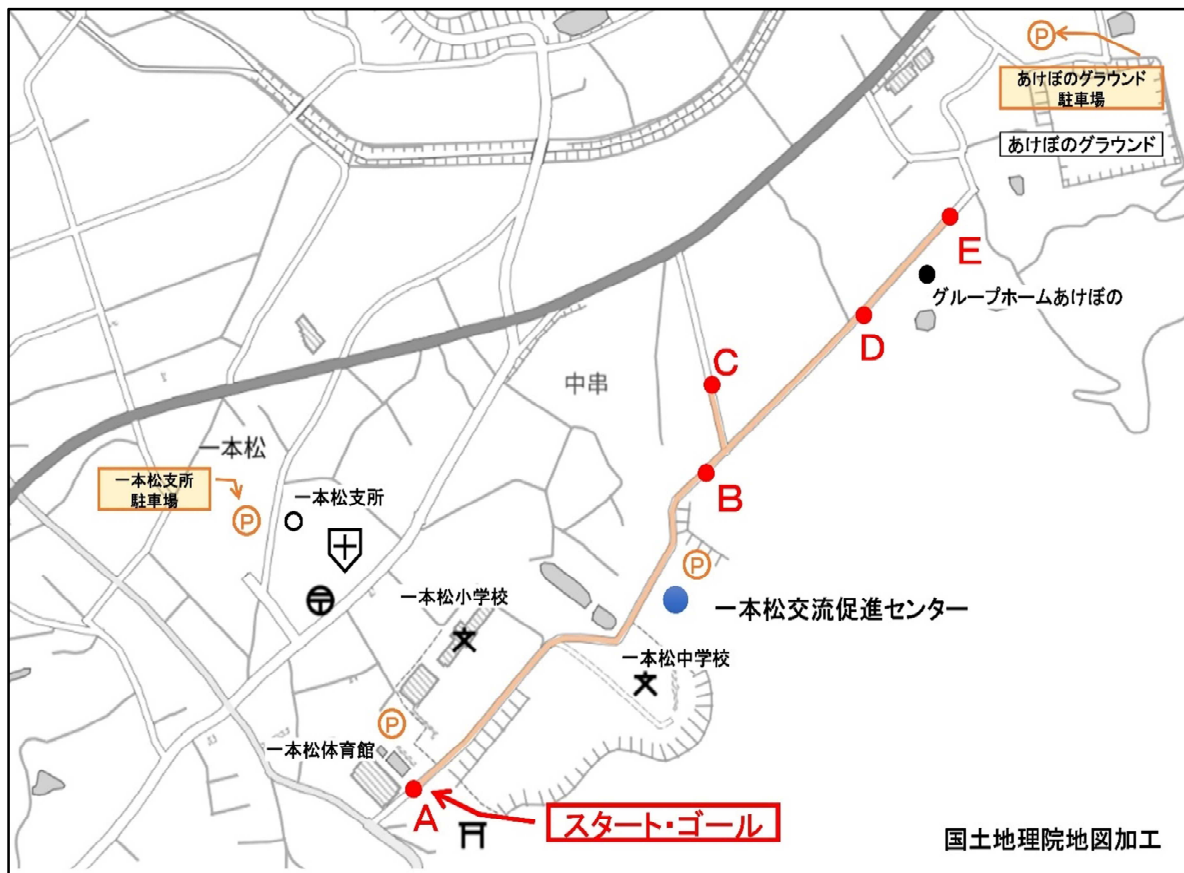 Ⓟ
あけぼのグラウンド
駐車場
あけぼのグラウンド
E
グループホームあけぼの
D
C
中串
一本松
一本松支所
駐車場
Ⓟ
一本松支所
B
Ⓟ
一本松小学校
一本松交流促進センター
一本松中学校
Ⓟ
一本松体育館
A
スタート・ゴール
国土地理院地図加工